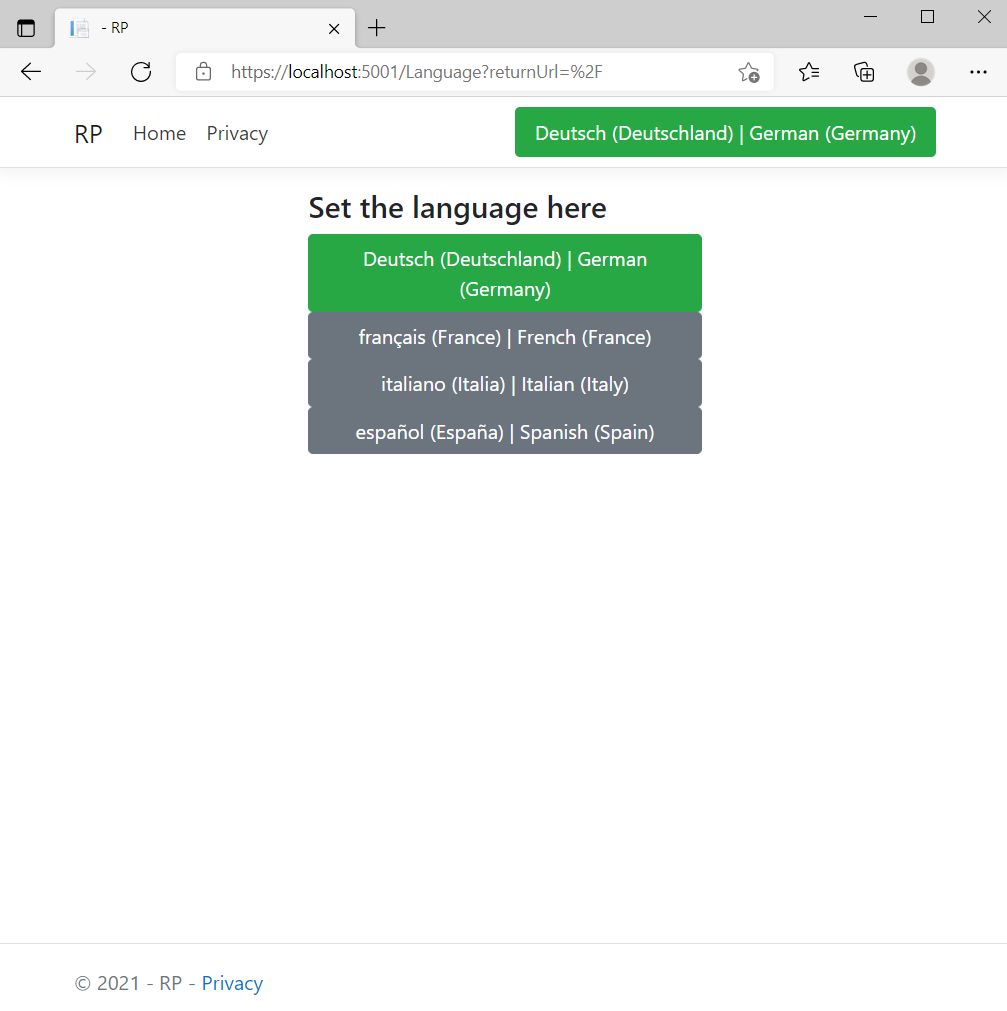 - RP
https://localhost:5001/Language?returnUrl=%2F
RP Home Privacy Deutsch (Deutschland) | German (Germany)
Set the language here
Deutsch (Deutschland) | German
(Germany)
français (France) | French (France)
italiano (Italia) | Italian (Italy)
español (España) | Spanish (Spain)
© 2021 - RP - Privacy